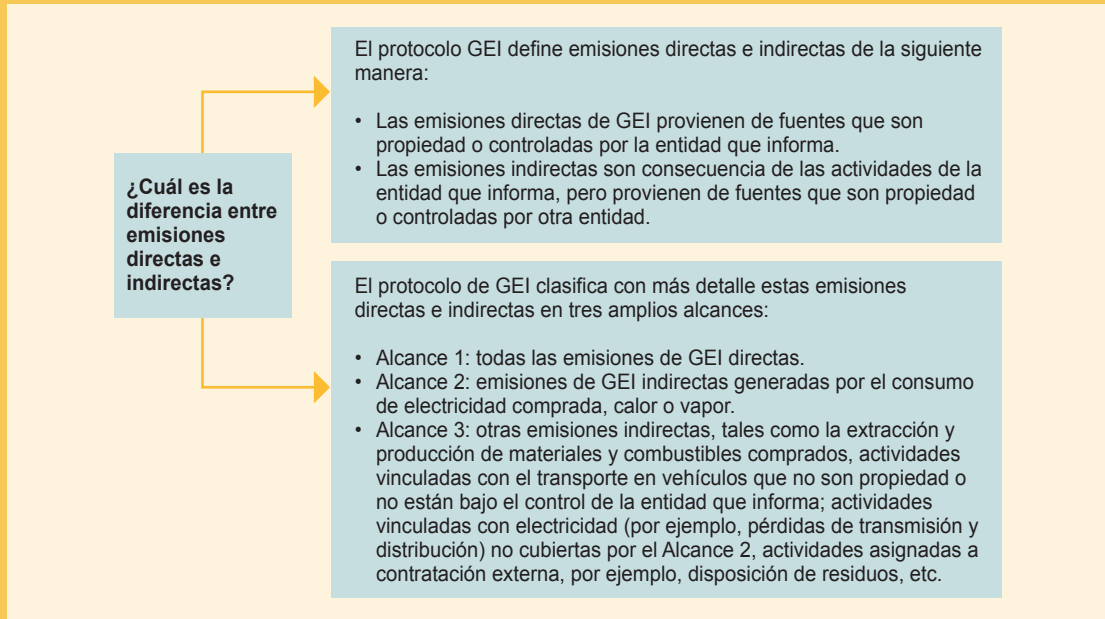 ¿Cuál es la
diferencia entre
emisiones
directas e
indirectas?
El protocolo GEI define emisiones directas e indirectas de la siguiente
manera:
• Las emisiones directas de GEI provienen de fuentes que son
propiedad o controladas por la entidad que informa.
• Las emisiones indirectas son consecuencia de las actividades de la
entidad que informa, pero provienen de fuentes que son propiedad
o controladas por otra entidad.
El protocolo de GEI clasifica con más detalle estas emisiones
directas e indirectas en tres amplios alcances:
• Alcance 1: todas las emisiones de GEI directas.
• Alcance 2: emisiones de GEI indirectas generadas por el consumo
de electricidad comprada, calor o vapor.
• Alcance 3: otras emisiones indirectas, tales como la extracción y
producción de materiales y combustibles comprados, actividades
vinculadas con el transporte en vehículos que no son propiedad o
no están bajo el control de la entidad que informa; actividades
vinculadas con electricidad (por ejemplo, pérdidas de transmisión y
distribución) no cubiertas por el Alcance 2, actividades asignadas a
contratación externa, por ejemplo, disposición de residuos, etc.